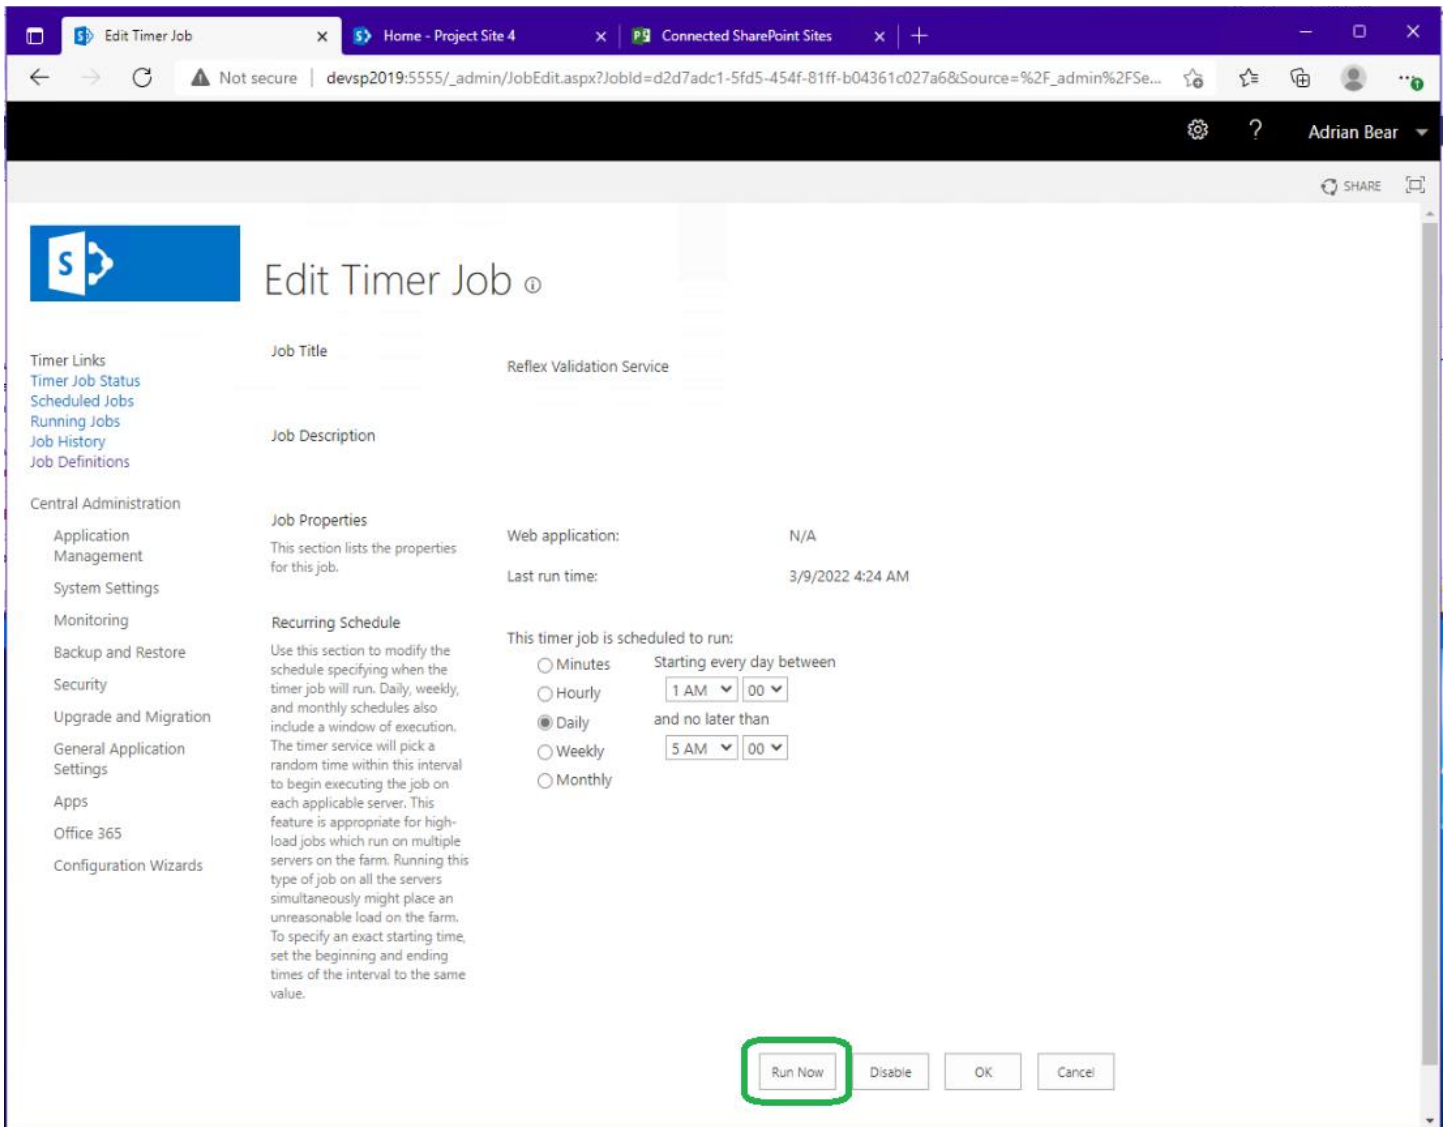 Edit Timer Job
Home - Project Site 4
Connected SharePoint Sites
Not secure | devsp2019:5555/_admin/JobEdit.aspx?JobId=d2d7adc1-5fd5-454f-81ff-b04361c027a6&Source=%2F_admin%2FSe...
? Adrian Bear
SHARE
S
Edit Timer Job
Timer Links
Timer Job Status
Scheduled Jobs
Running Jobs
Job History
Job Definitions
Central Administration
Application
Management
System Settings
Monitoring
Backup and Restore
Security
Upgrade and Migration
General Application
Settings
Apps
Office 365
Configuration Wizards
Job Title
Reflex Validation Service
Job Description
Job Properties
This section lists the properties
for this job.
Web application: N/A
Last run time: 3/9/2022 4:24 AM
Recurring Schedule
Use this section to modify the
schedule specifying when the
timer job will run. Daily, weekly,
and monthly schedules also
include a window of execution.
The timer service will pick a
random time within this interval
to begin executing the job on
each applicable server. This
feature is appropriate for high-
load jobs which run on multiple
servers on the farm. Running this
type of job on all the servers
simultaneously might place an
unreasonable load on the farm.
To specify an exact starting time,
set the beginning and ending
times of the interval to the same
value.
This timer job is scheduled to run:
Minutes
Hourly
Daily
Weekly
Monthly
Starting every day between
1 AM 00
and no later than
5 AM 00
Run Now
Disable
OK
Cancel